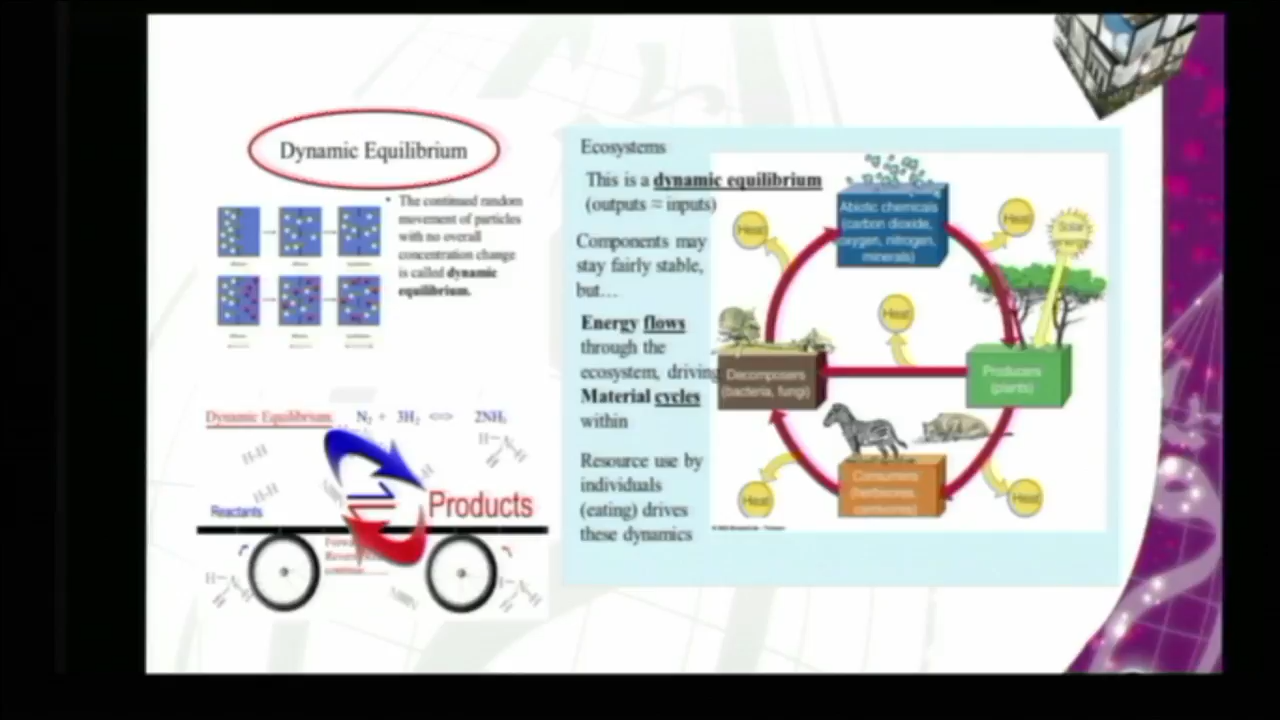 Dynamic Equilibrium
• The continued random
movement of particles
with no overall
concentration change
is called dynamic
equilibrium.
Dynamic Equilibrium: N₂ + 3H₂ <=> 2NH₃
H-H
H-H
Reactants
Products
Ecosystems
This is a dynamic equilibrium
(outputs ≈ inputs)
Components may
stay fairly stable,
but…
Energy flows
through the
ecosystem, driving
Material cycles
within
Resource use by
individuals
(eating) drives
these dynamics
Abiotic chemicals
(carbon dioxide,
oxygen, nitrogen,
minerals)
Heat
Heat
Solar
energy
Heat
Decomposers
(bacteria, fungi)
Producers
(plants)
Consumers
(herbivores,
carnivores)
Heat
Heat